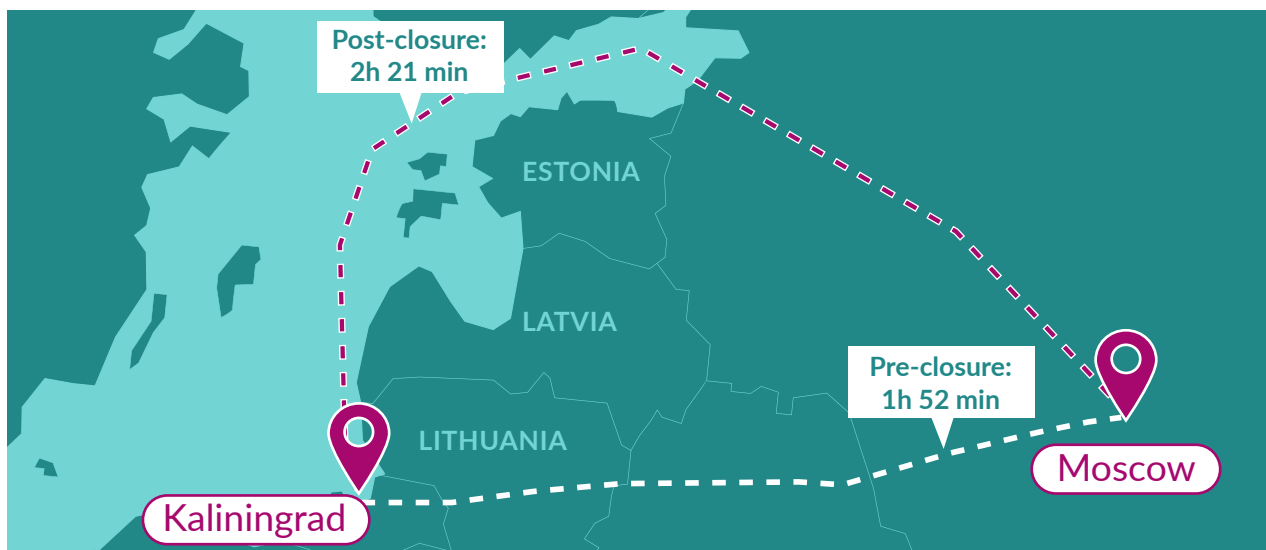 Post-closure:
2h 21 min
ESTONIA
LATVIA
Pre-closure:
1h 52 min
LITHUANIA
Moscow
Kaliningrad